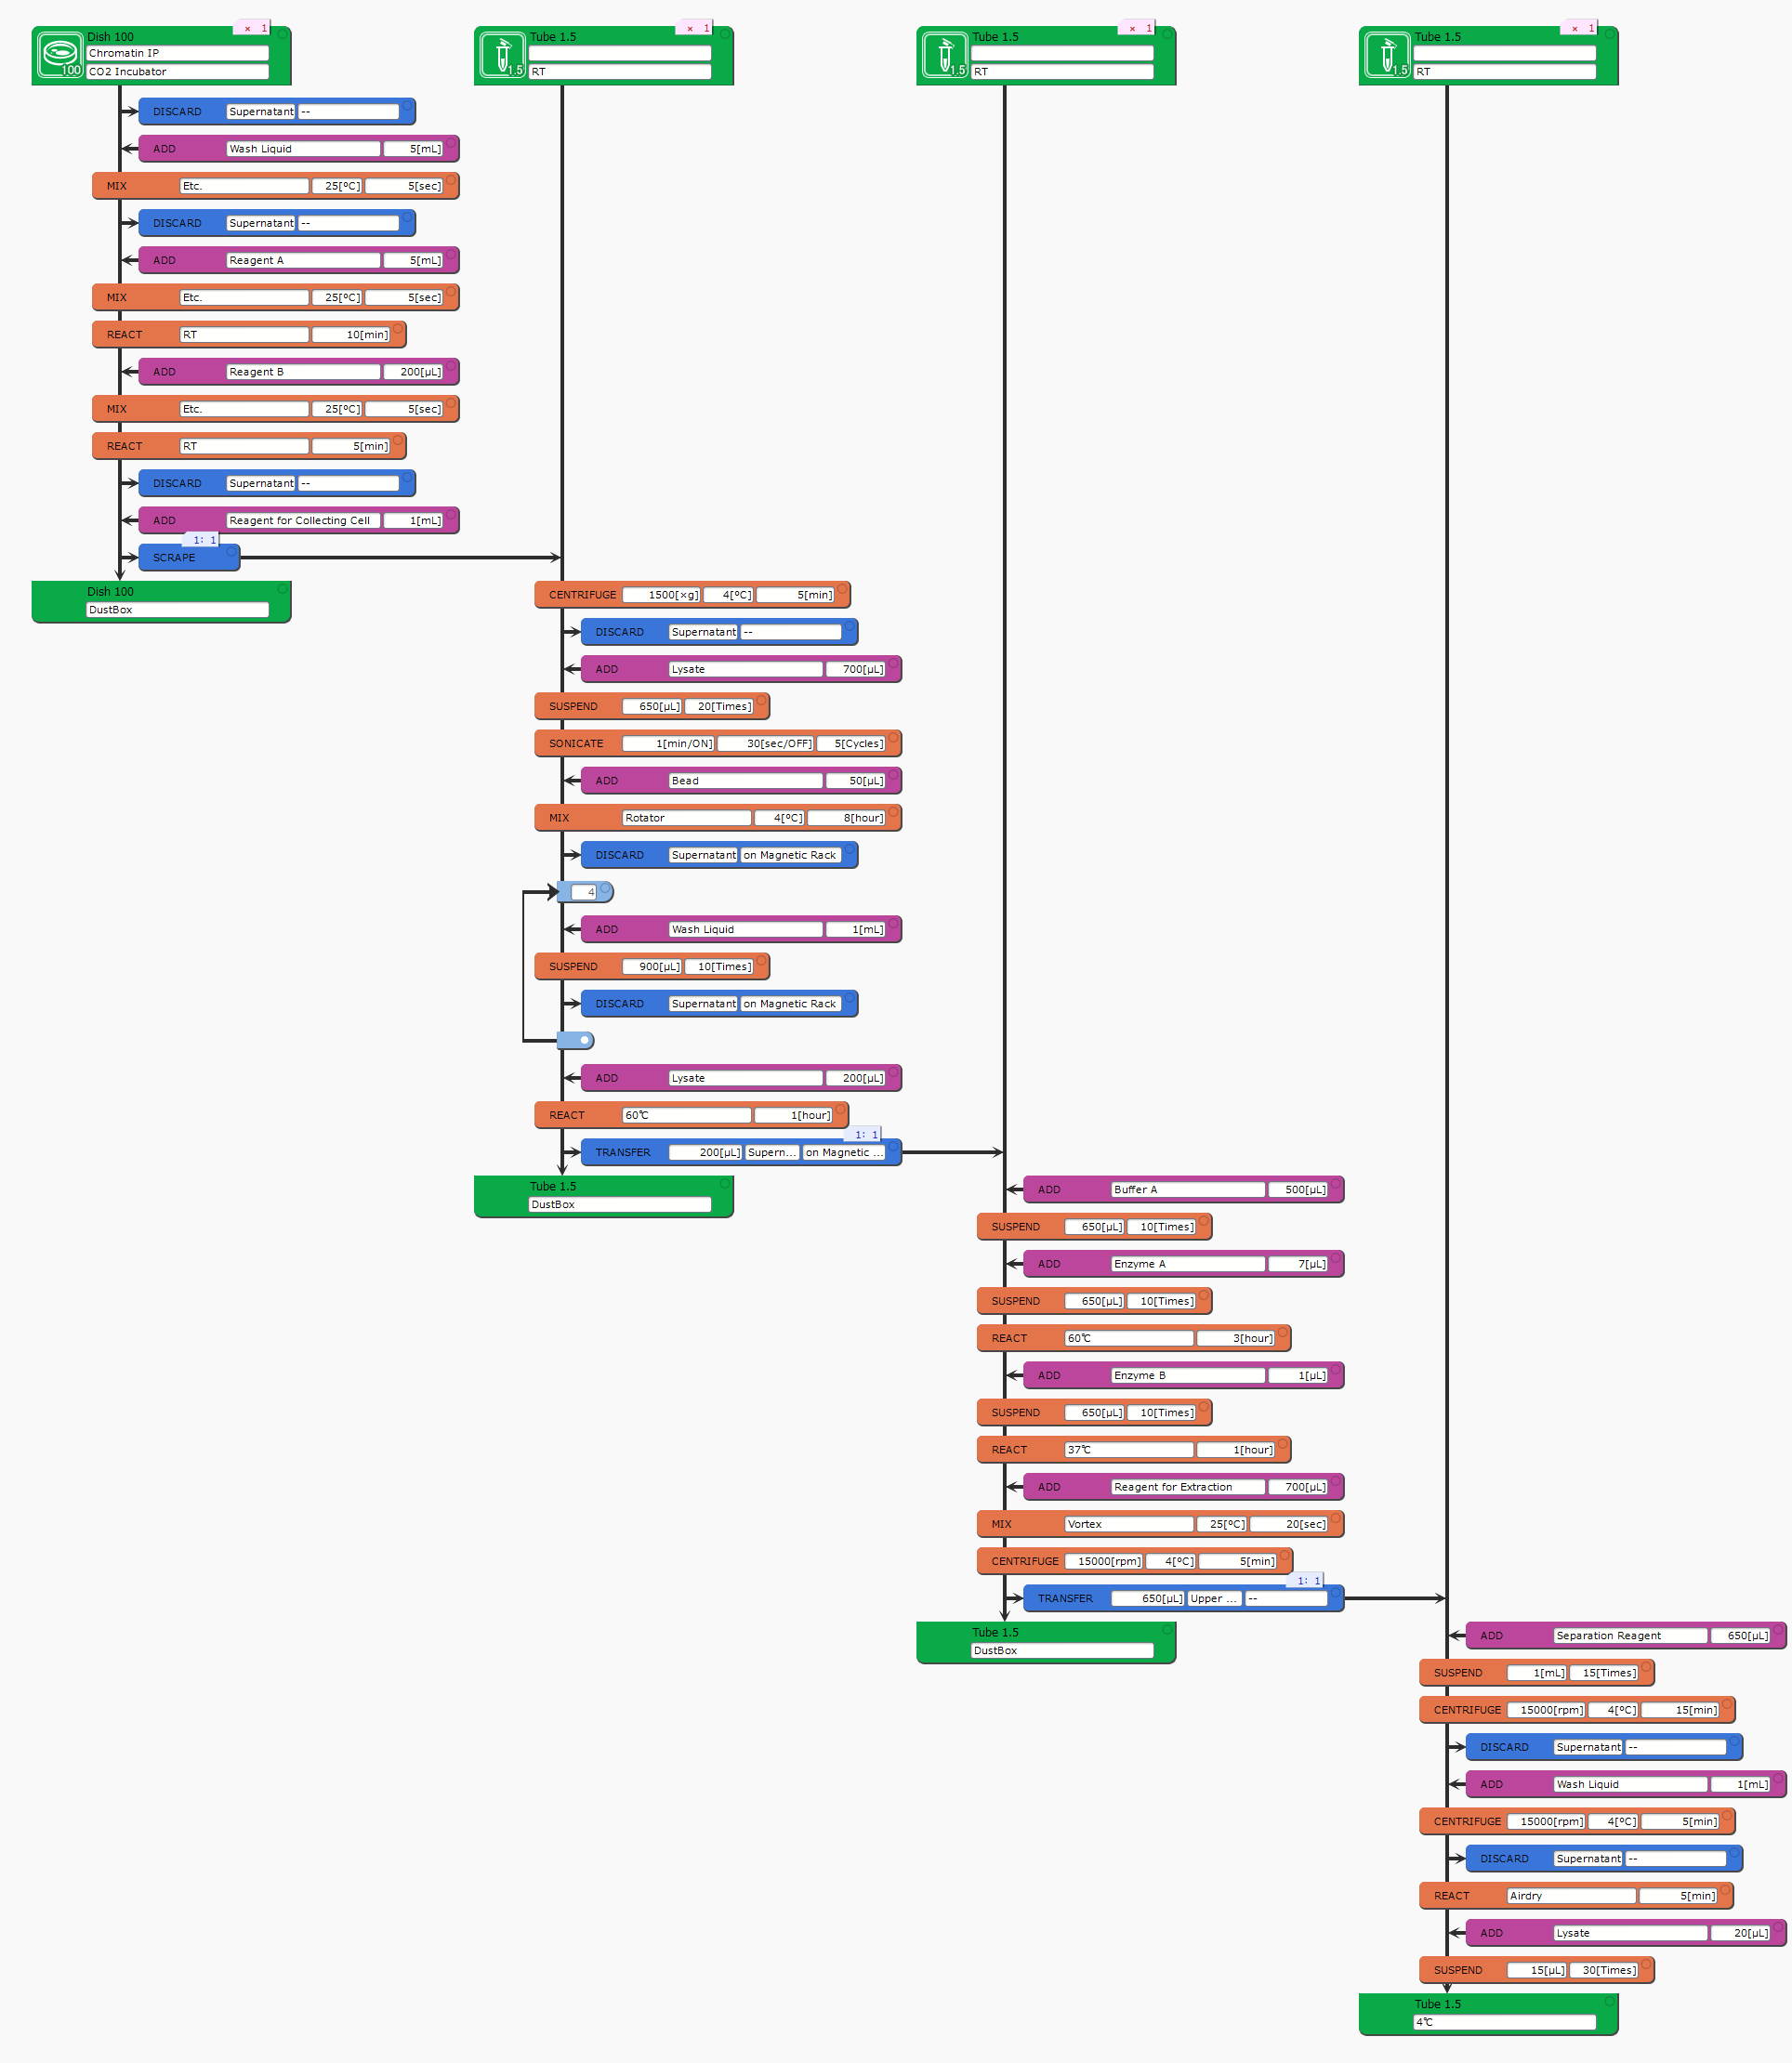 × 1
Dish 100
Chromatin IP
CO2 Incubator
100
× 1
Tube 1.5
RT
1.5
× 1
Tube 1.5
RT
1.5
× 1
Tube 1.5
RT
1.5
DISCARD Supernatant --
ADD Wash Liquid 5[mL]
MIX Etc. 25[ºC] 5[sec]
DISCARD Supernatant --
ADD Reagent A 5[mL]
MIX Etc. 25[ºC] 5[sec]
REACT RT 10[min]
ADD Reagent B 200[µL]
MIX Etc. 25[ºC] 5[sec]
REACT RT 5[min]
DISCARD Supernatant --
ADD Reagent for Collecting Cell 1[mL]
1: 1
SCRAPE
Dish 100
DustBox
CENTRIFUGE 1500[×g] 4[ºC] 5[min]
DISCARD Supernatant --
ADD Lysate 700[µL]
SUSPEND 650[µL] 20[Times]
SONICATE 1[min/ON] 30[sec/OFF] 5[Cycles]
ADD Bead 50[µL]
MIX Rotator 4[ºC] 8[hour]
DISCARD Supernatant on Magnetic Rack
4
ADD Wash Liquid 1[mL]
SUSPEND 900[µL] 10[Times]
DISCARD Supernatant on Magnetic Rack
ADD Lysate 200[µL]
REACT 60℃ 1[hour]
1: 1
TRANSFER 200[µL] Supern... on Magnetic ...
Tube 1.5
DustBox
ADD Buffer A 500[µL]
SUSPEND 650[µL] 10[Times]
ADD Enzyme A 7[µL]
SUSPEND 650[µL] 10[Times]
REACT 60℃ 3[hour]
ADD Enzyme B 1[µL]
SUSPEND 650[µL] 10[Times]
REACT 37℃ 1[hour]
ADD Reagent for Extraction 700[µL]
MIX Vortex 25[ºC] 20[sec]
CENTRIFUGE 15000[rpm] 4[ºC] 5[min]
1: 1
TRANSFER 650[µL] Upper ... --
Tube 1.5
DustBox
ADD Separation Reagent 650[µL]
SUSPEND 1[mL] 15[Times]
CENTRIFUGE 15000[rpm] 4[ºC] 15[min]
DISCARD Supernatant --
ADD Wash Liquid 1[mL]
CENTRIFUGE 15000[rpm] 4[ºC] 5[min]
DISCARD Supernatant --
REACT Airdry 5[min]
ADD Lysate 20[µL]
SUSPEND 15[µL] 30[Times]
Tube 1.5
4℃